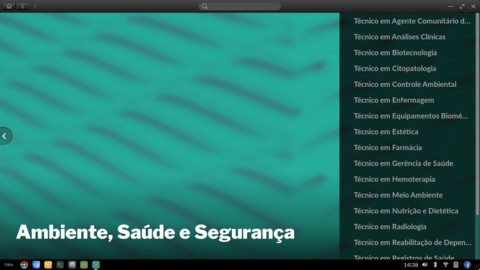 Técnico em Agente Comunitário d...
Técnico em Análises Clínicas
Técnico em Biotecnologia
Técnico em Citopatologia
Técnico em Controle Ambiental
Técnico em Enfermagem
Técnico em Equipamentos Biomé...
Técnico em Estética
Técnico em Farmácia
Técnico em Gerência de Saúde
Técnico em Hemoterapia
Técnico em Meio Ambiente
Técnico em Nutrição e Dietética
Técnico em Radiologia
Técnico em Reabilitação de Depen...
Técnico em Registros de Saúde
Ambiente, Saúde e Segurança
14:38